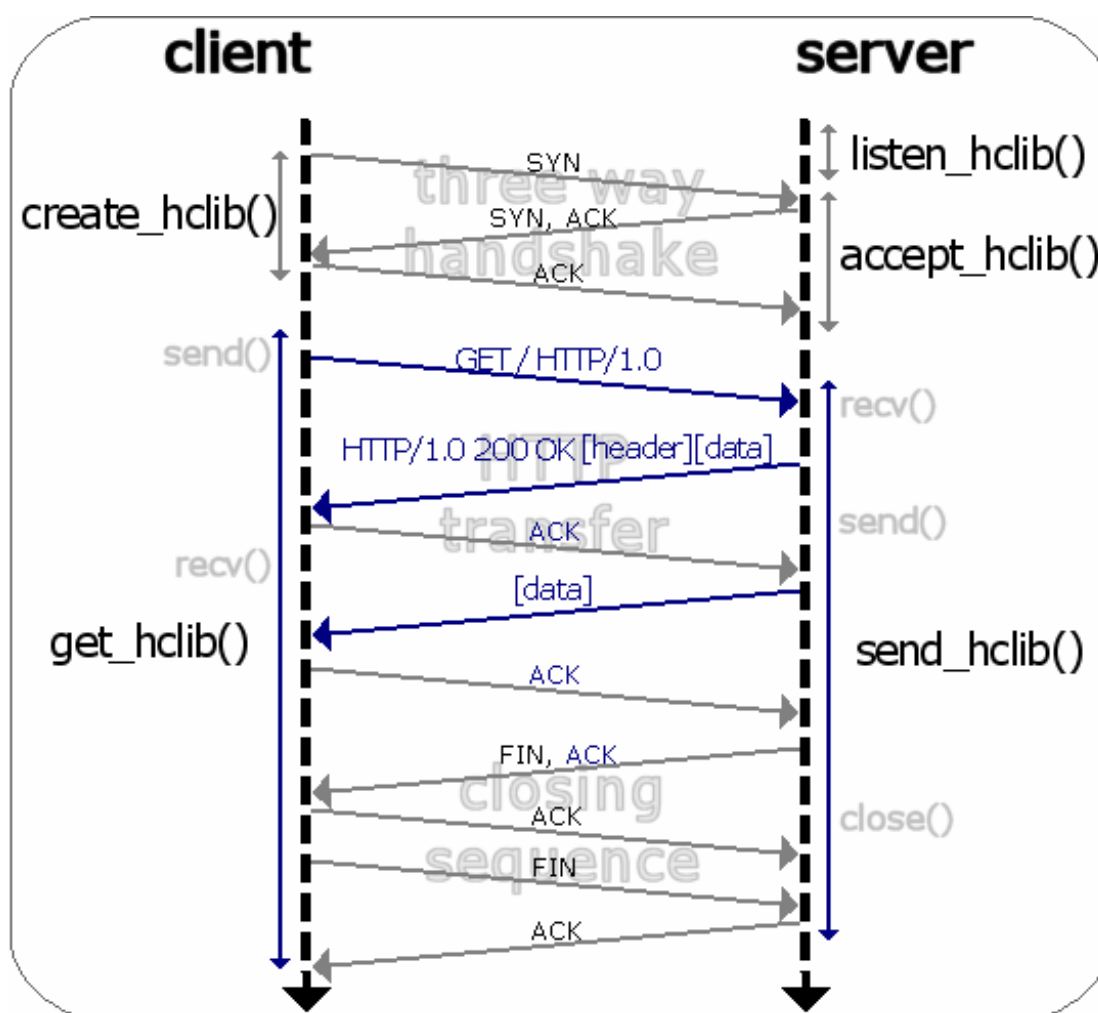 client
server
listen_hclib()
SYN
three way
create_hclib()
SYN, ACK
handshake
accept_hclib()
ACK
send()
GET / HTTP/1.0
recv()
HTTP/1.0 200 OK [header][data]
HTTP
transfer
send()
ACK
recv()
[data]
get_hclib()
send_hclib()
ACK
FIN, ACK
closing
ACK
close()
sequence
FIN
ACK